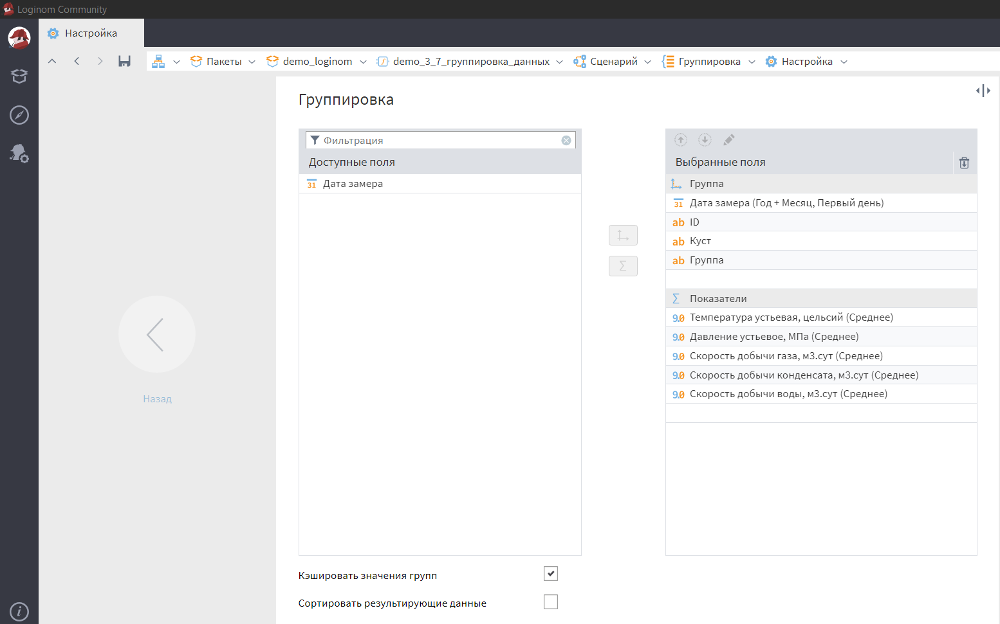 Loginom Community
Настройка
Пакеты demo_loginom demo_3_7_группировка_данных Сценарий Группировка Настройка
Группировка
Фильтрация
Доступные поля
31 Дата замера
Назад
Выбранные поля
Группа
31 Дата замера (Год + Месяц, Первый день)
ab ID
ab Куст
ab Группа
Σ Показатели
9.0 Температура устьевая, цельсий (Среднее)
9.0 Давление устьевое, МПа (Среднее)
9.0 Скорость добычи газа, м3.сут (Среднее)
9.0 Скорость добычи конденсата, м3.сут (Среднее)
9.0 Скорость добычи воды, м3.сут (Среднее)
Σ
Кэшировать значения групп
Сортировать результирующие данные